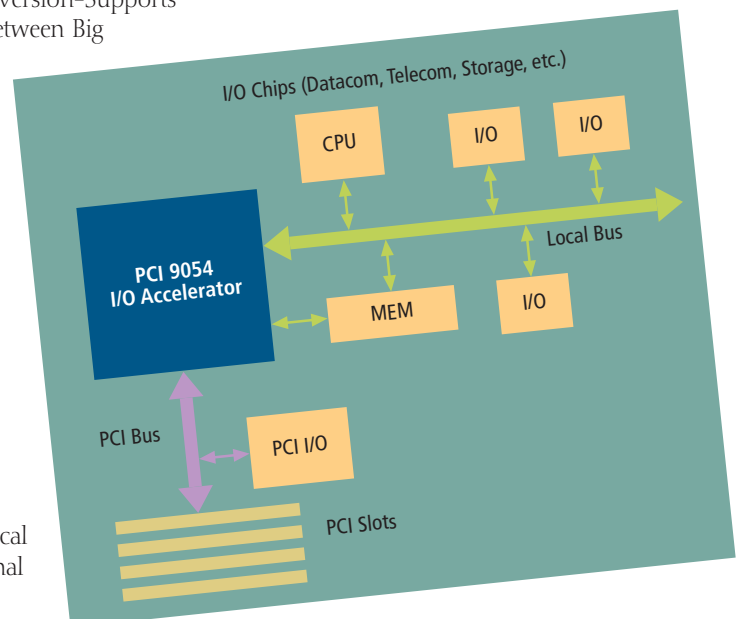 version–Supports
etween Big
I/O Chips (Datacom, Telecom, Storage, etc.)
CPU
I/O
I/O
Local Bus
PCI 9054
I/O Accelerator
MEM
I/O
PCI Bus
PCI I/O
PCI Slots
cal
nal